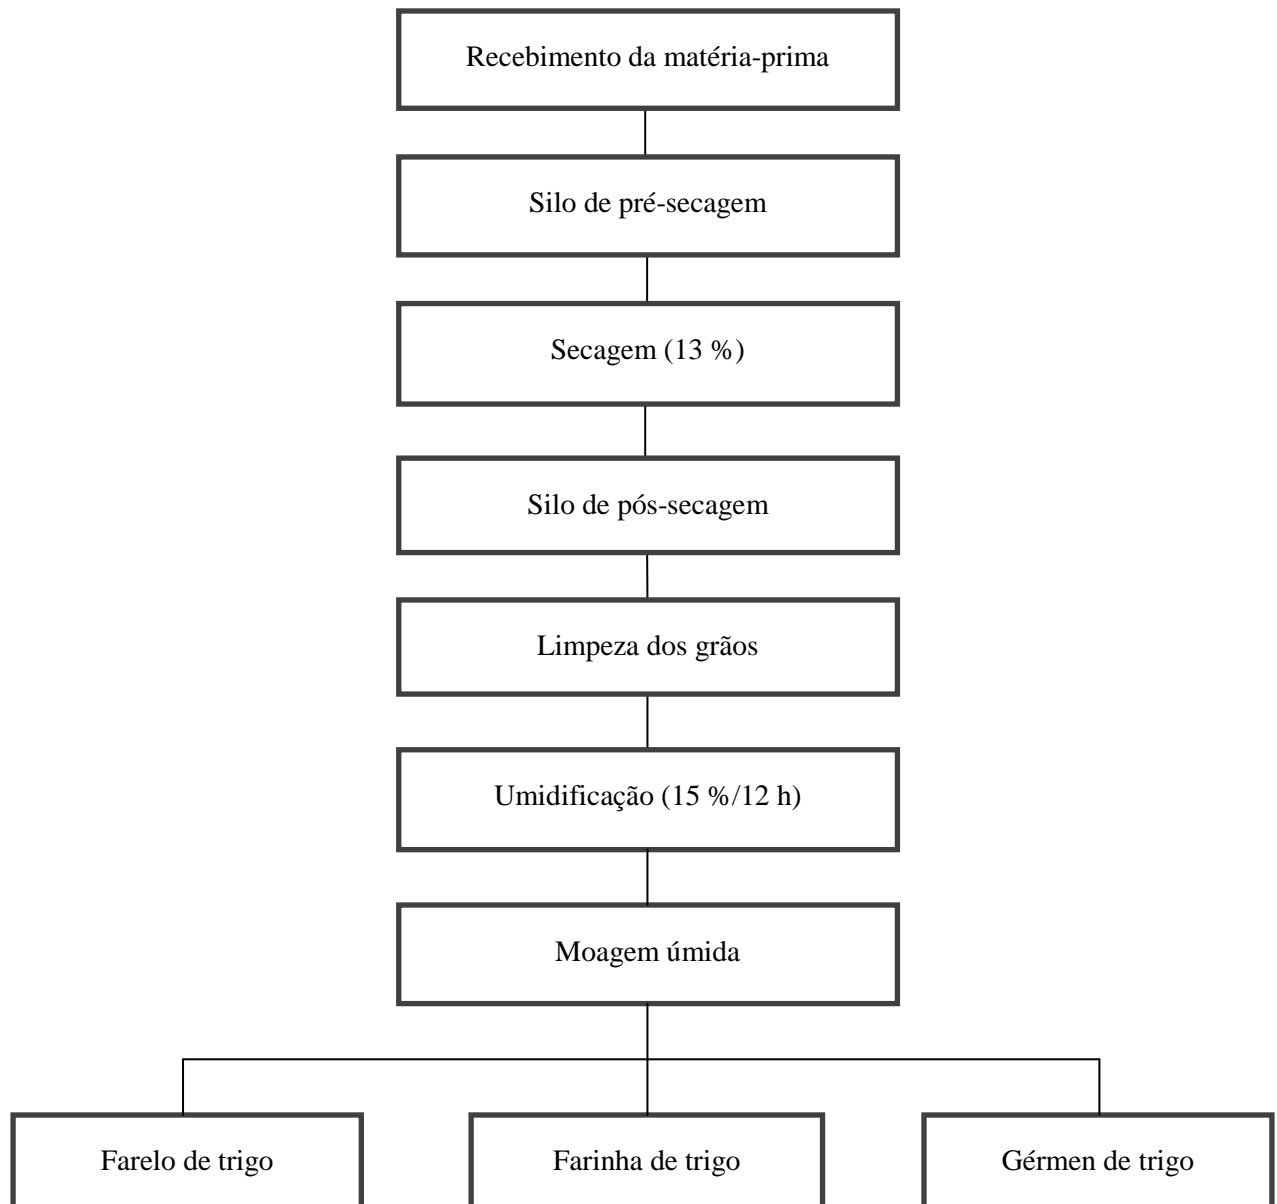 Recebimento da matéria-prima
Silo de pré-secagem
Secagem (13 %)
Silo de pós-secagem
Limpeza dos grãos
Umidificação (15 %/12 h)
Moagem úmida
Farelo de trigo
Farinha de trigo
Gérmen de trigo